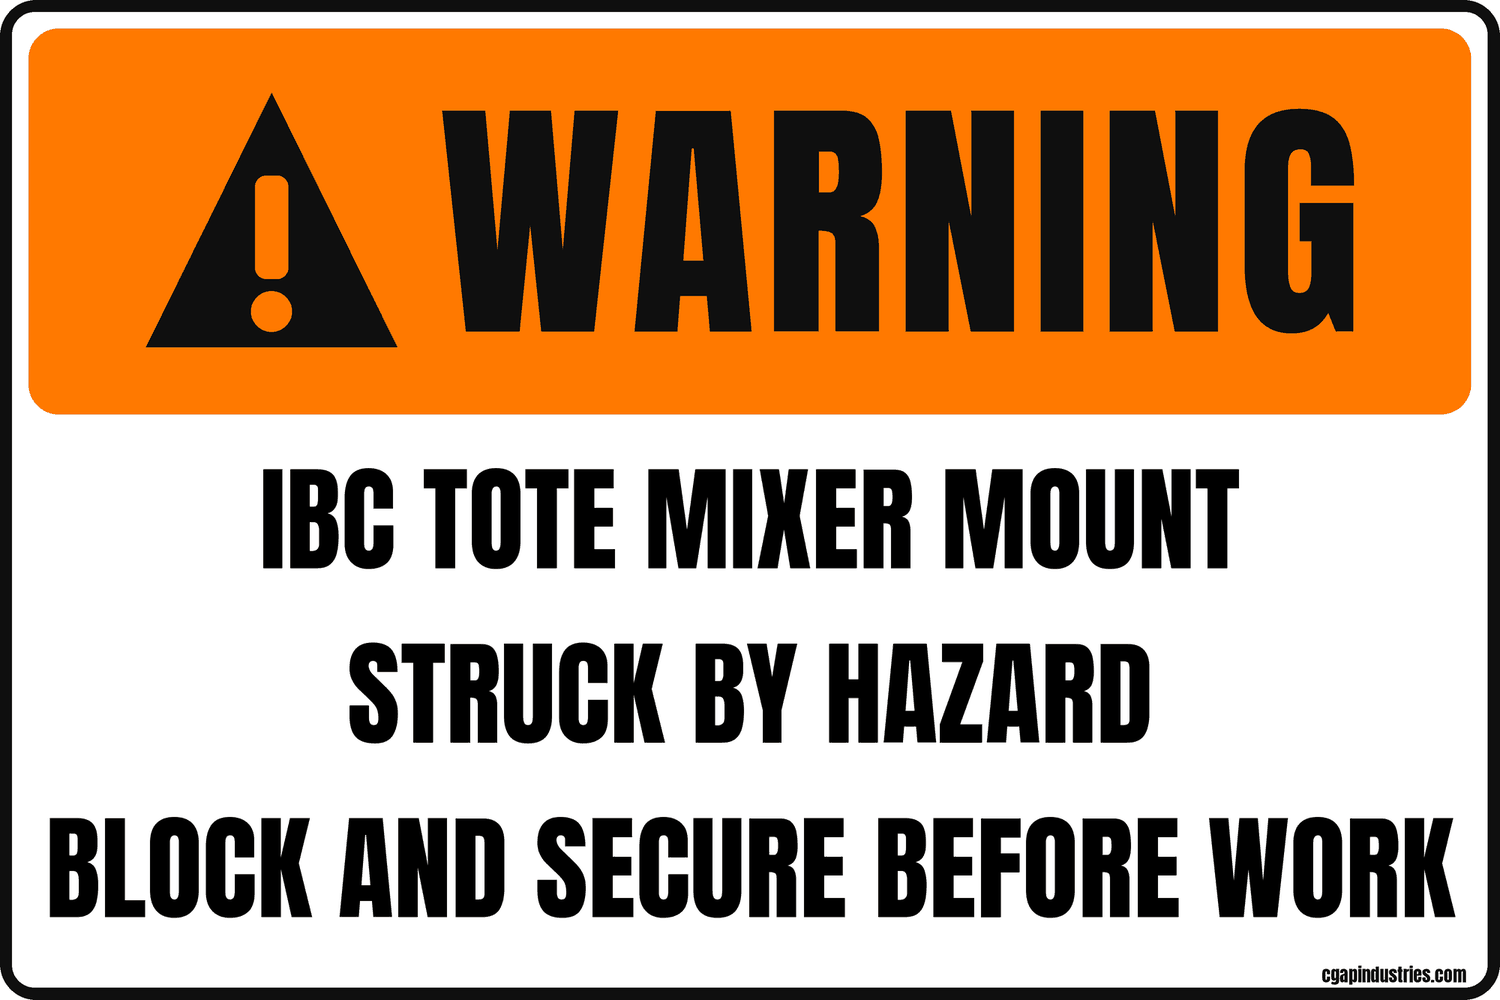 WARNING
IBC TOTE MIXER MOUNT
STRUCK BY HAZARD
BLOCK AND SECURE BEFORE WORK
cgapindustries.com